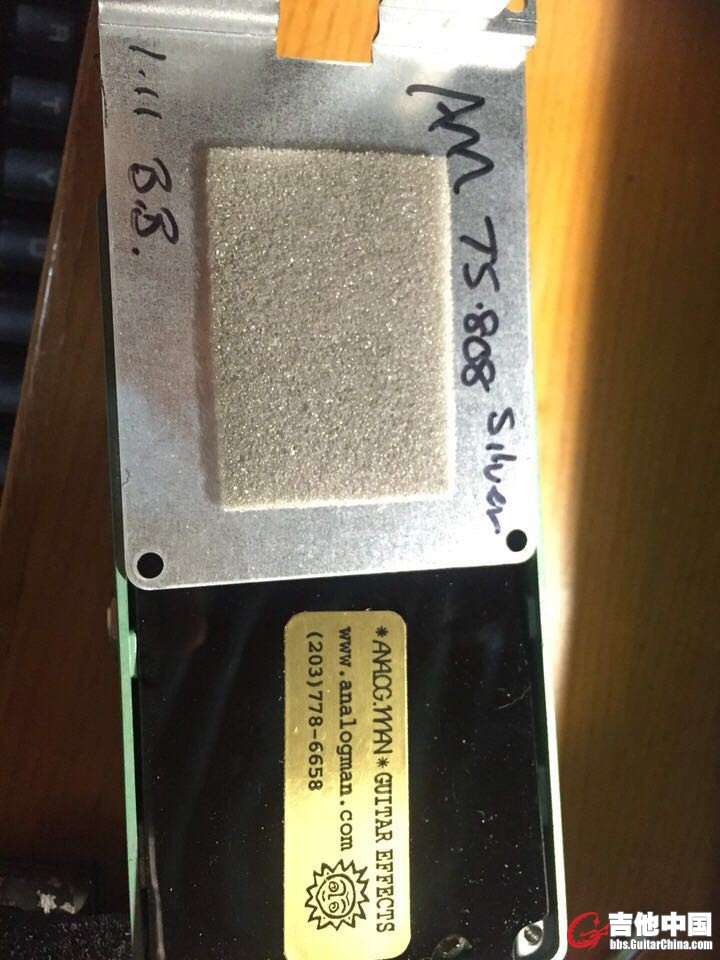 AM TS.808 Silver
1.11 B.B.
*ANALOG.MAN* GUITAR EFFECTS
www.analogman.com
(203)778-6658
吉他中国
bbs.GuitarChina.com